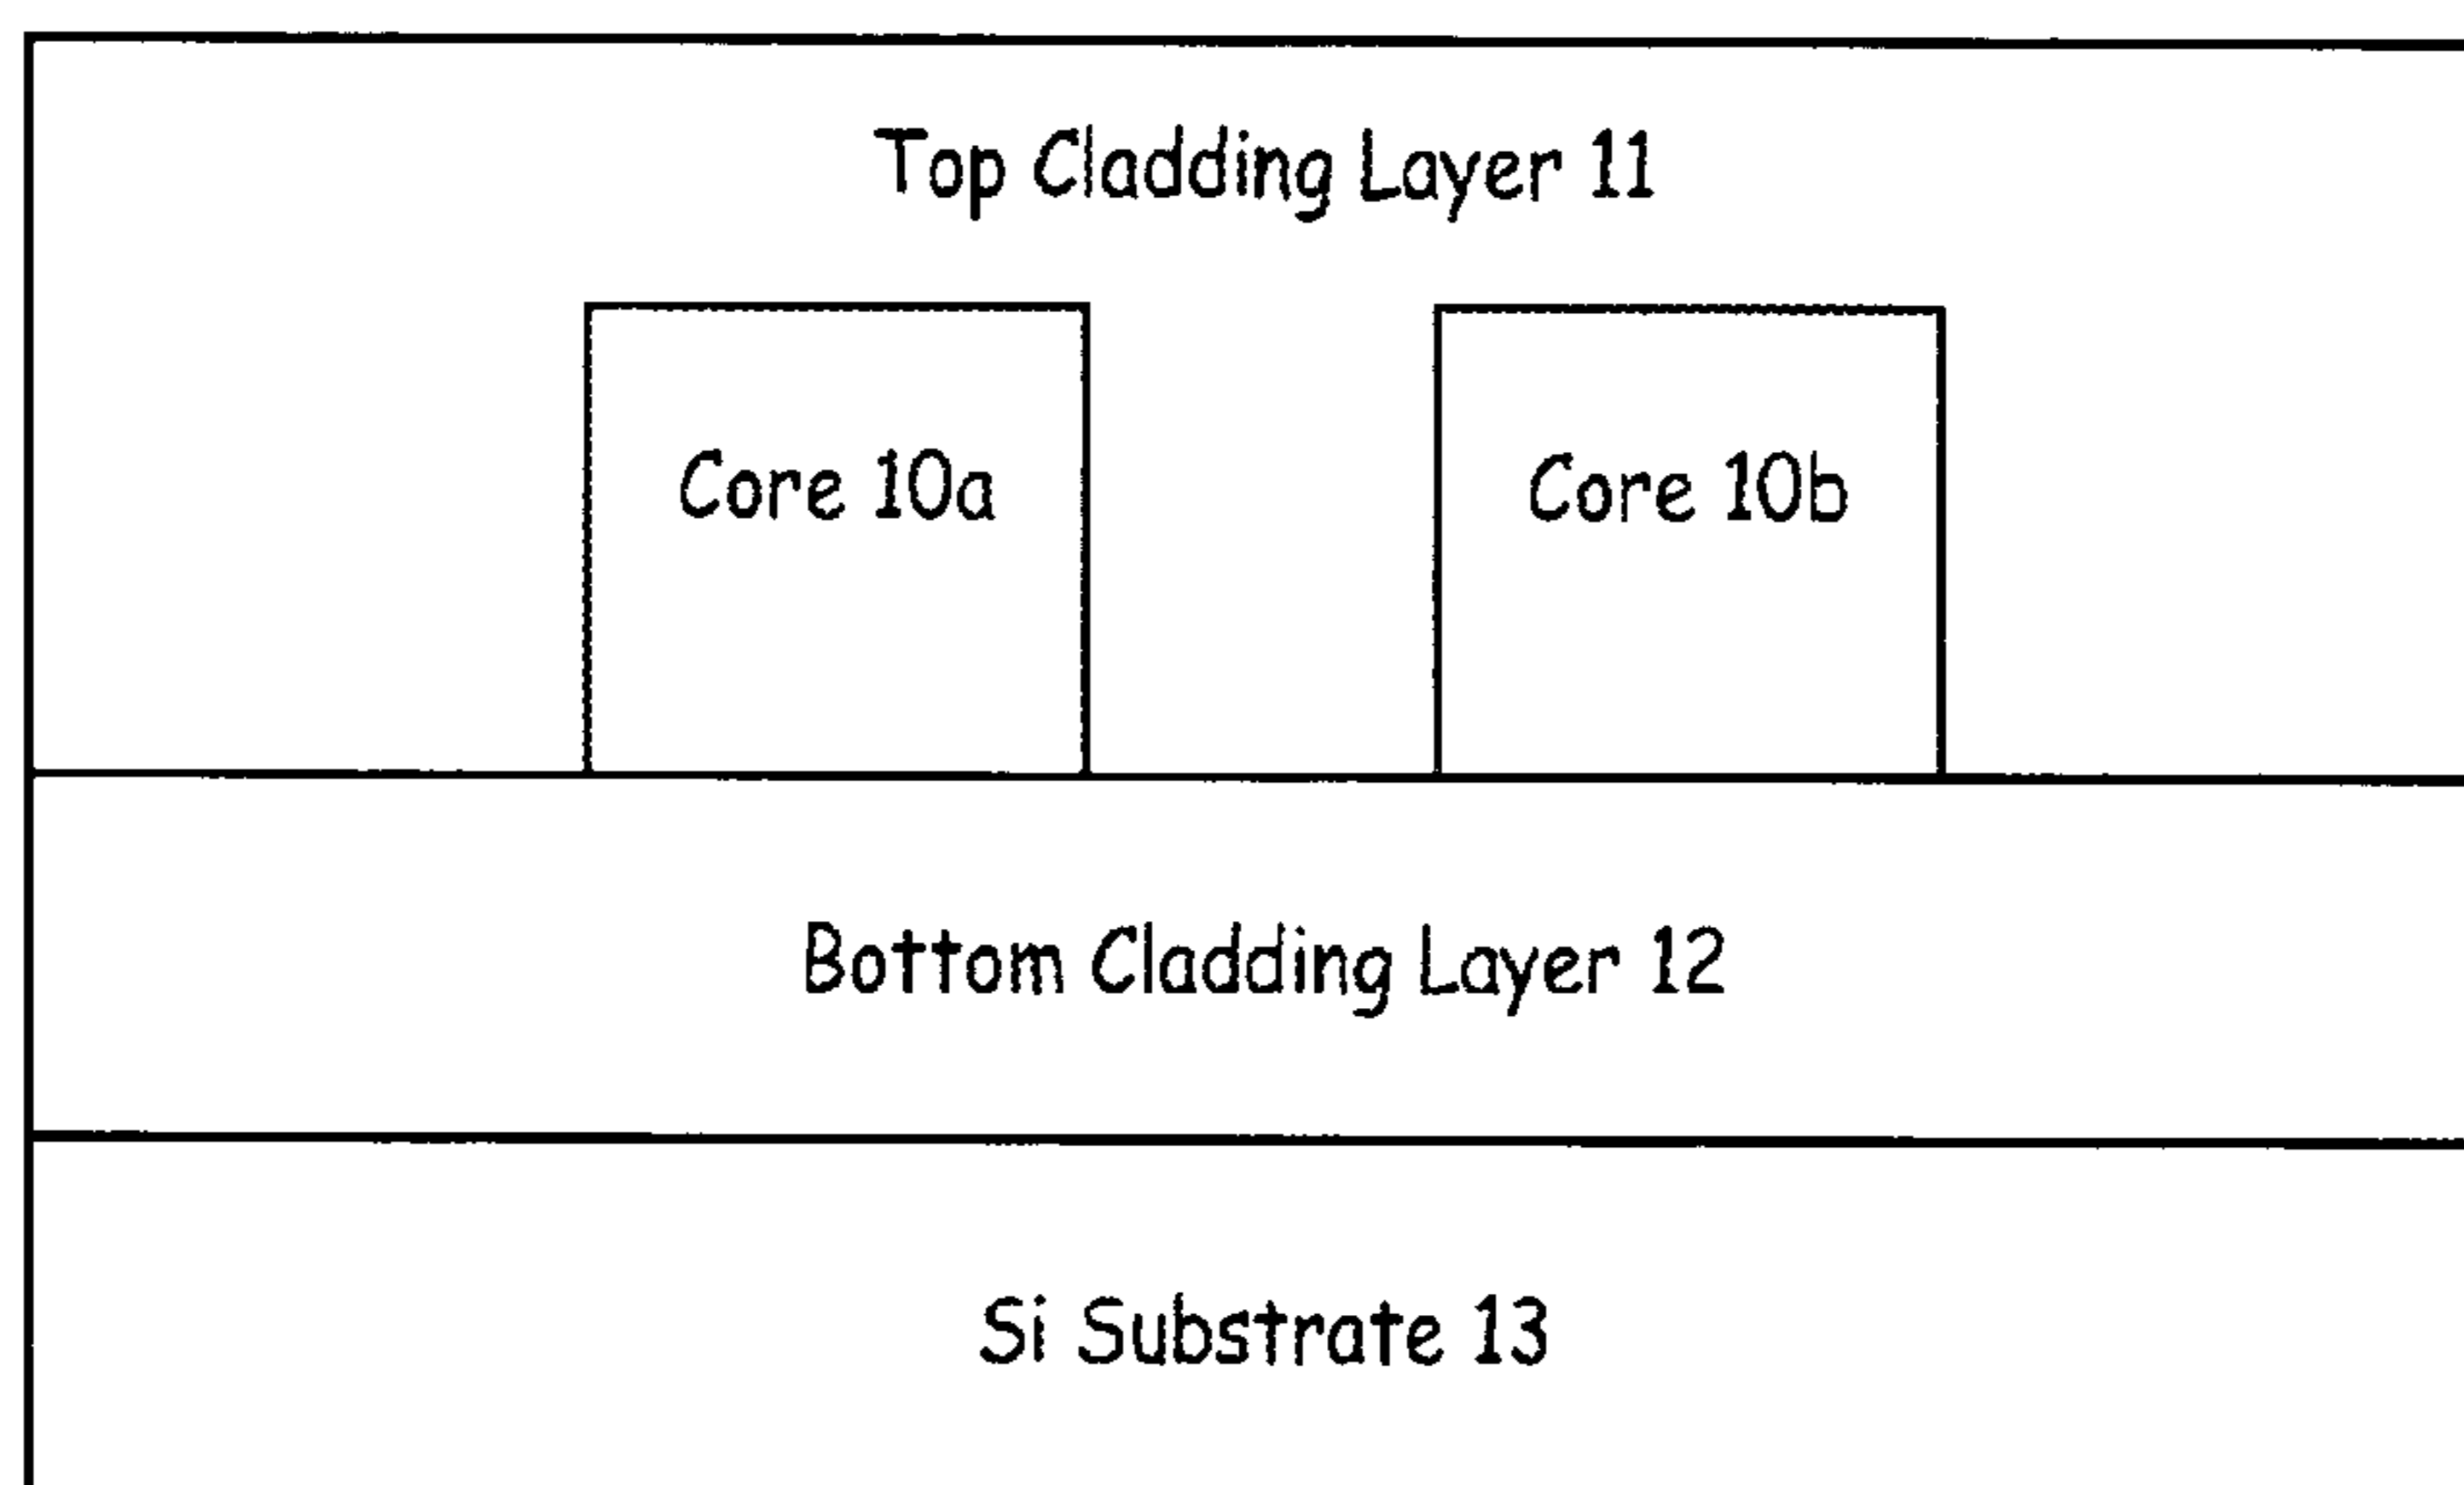 Top Cladding Layer 11
Core 10a
Core 10b
Bottom Cladding Layer 12
Si Substrate 13